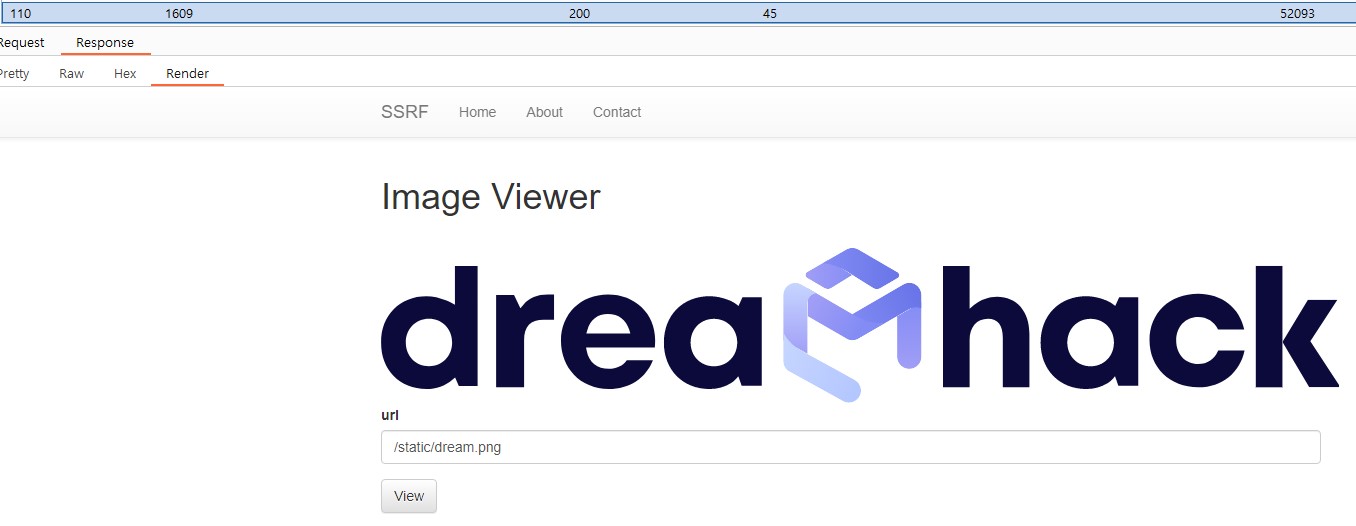 110 1609 200 45 52093
Request Response
Pretty Raw Hex Render
SSRF Home About Contact
Image Viewer
dreamhack
url
/static/dream.png
View